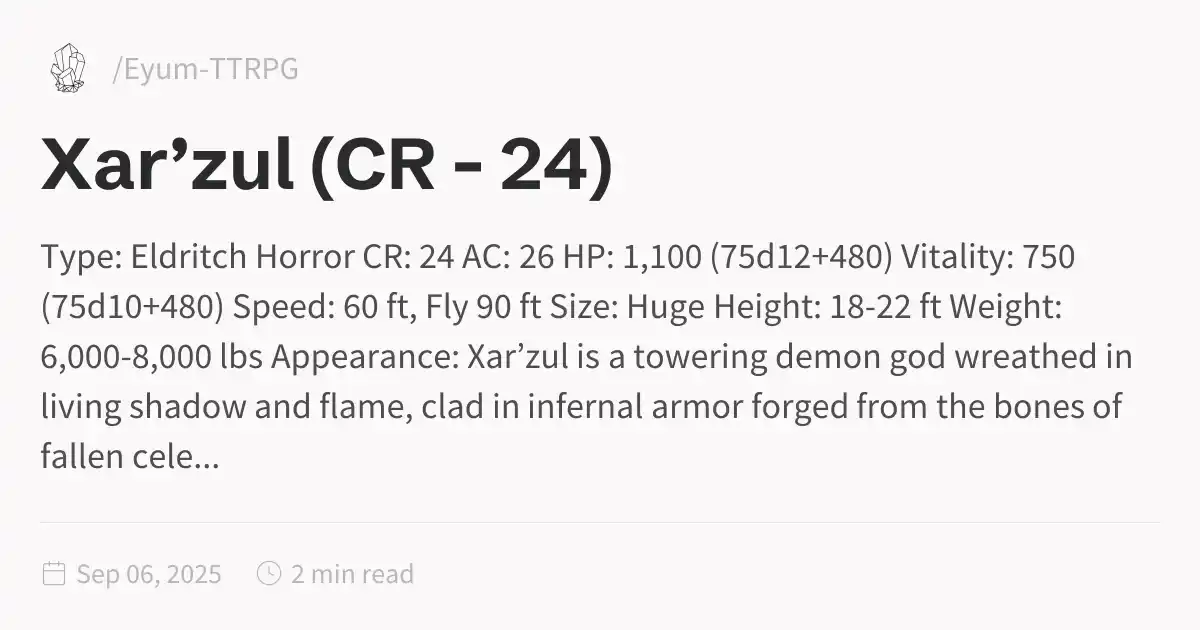 /Eyum-TTRPG
Xar’zul (CR - 24)
Type: Eldritch Horror CR: 24 AC: 26 HP: 1,100 (75d12+480) Vitality: 750
(75d10+480) Speed: 60 ft, Fly 90 ft Size: Huge Height: 18-22 ft Weight:
6,000-8,000 lbs Appearance: Xar’zul is a towering demon god wreathed in
living shadow and flame, clad in infernal armor forged from the bones of
fallen cele...
Sep 06, 2025 2 min read